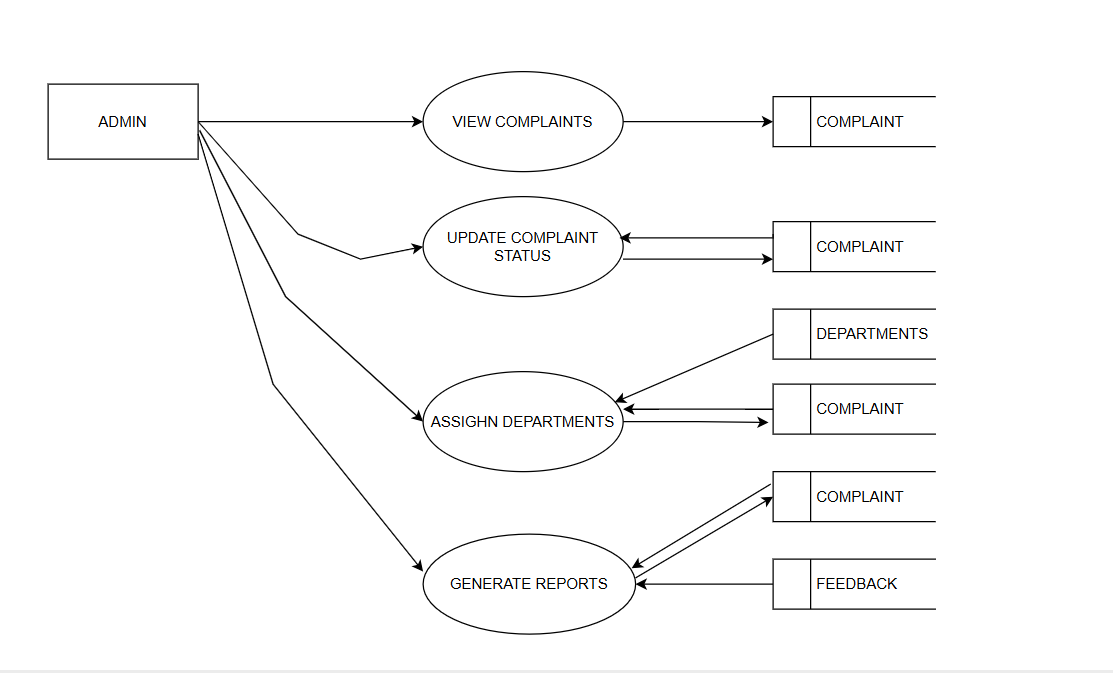 ADMIN
VIEW COMPLAINTS
COMPLAINT
UPDATE COMPLAINT
STATUS
COMPLAINT
DEPARTMENTS
ASSIGHN DEPARTMENTS
COMPLAINT
COMPLAINT
GENERATE REPORTS
FEEDBACK